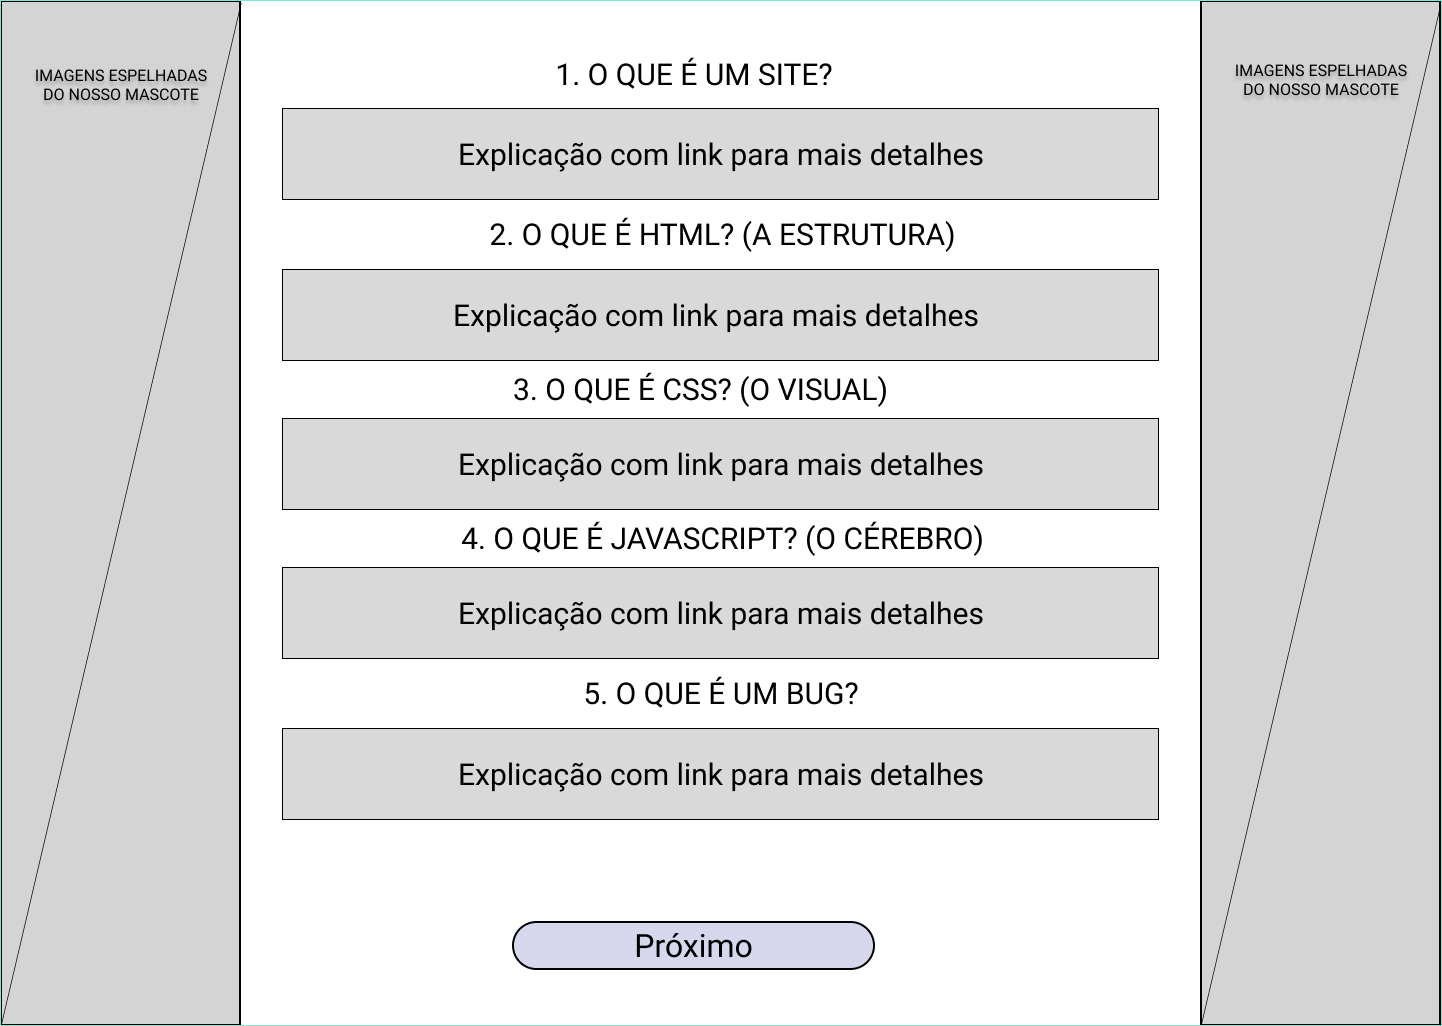 IMAGENS ESPELHADAS
DO NOSSO MASCOTE
1. O QUE É UM SITE?
Explicação com link para mais detalhes
2. O QUE É HTML? (A ESTRUTURA)
Explicação com link para mais detalhes
3. O QUE É CSS? (O VISUAL)
Explicação com link para mais detalhes
4. O QUE É JAVASCRIPT? (O CÉREBRO)
Explicação com link para mais detalhes
5. O QUE É UM BUG?
Explicação com link para mais detalhes
Próximo
IMAGENS ESPELHADAS
DO NOSSO MASCOTE